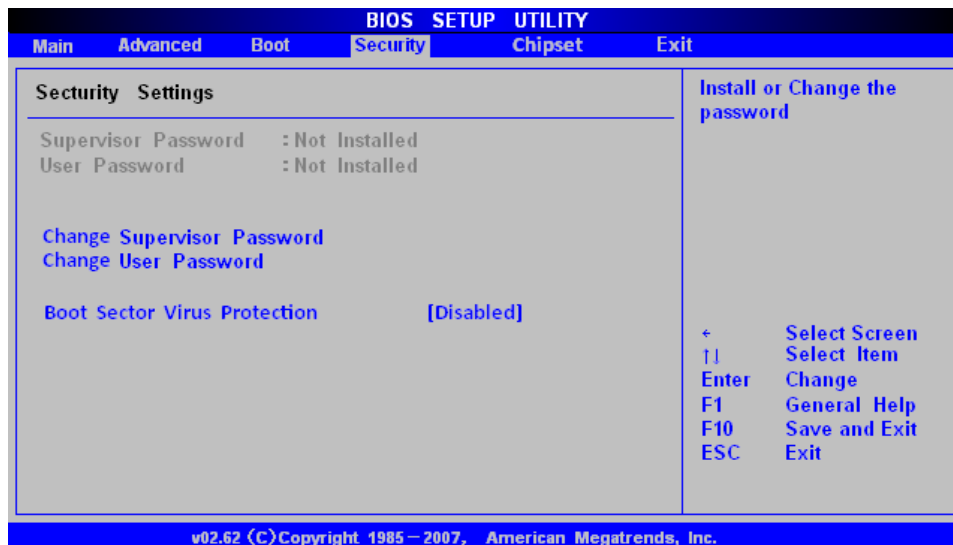 BIOS SETUP UTILITY
Main Advanced Boot Security Chipset Exit
Secturity Settings
Supervisor Password : Not Installed
User Password : Not Installed
Change Supervisor Password
Change User Password
Boot Sector Virus Protection [Disabled]
Install or Change the
password
← Select Screen
↑↓ Select Item
Enter Change
F1 General Help
F10 Save and Exit
ESC Exit
v02.62 (C)Copyright 1985-2007, American Megatrends, Inc.